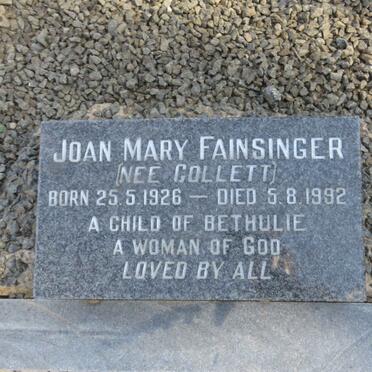 JOAN MARY FAINSINGER
(NEE COLLETT)
BORN 25.5.1926 — DIED 5.8.1992
A CHILD OF BETHULIE
A WOMAN OF GOD
LOVED BY ALL